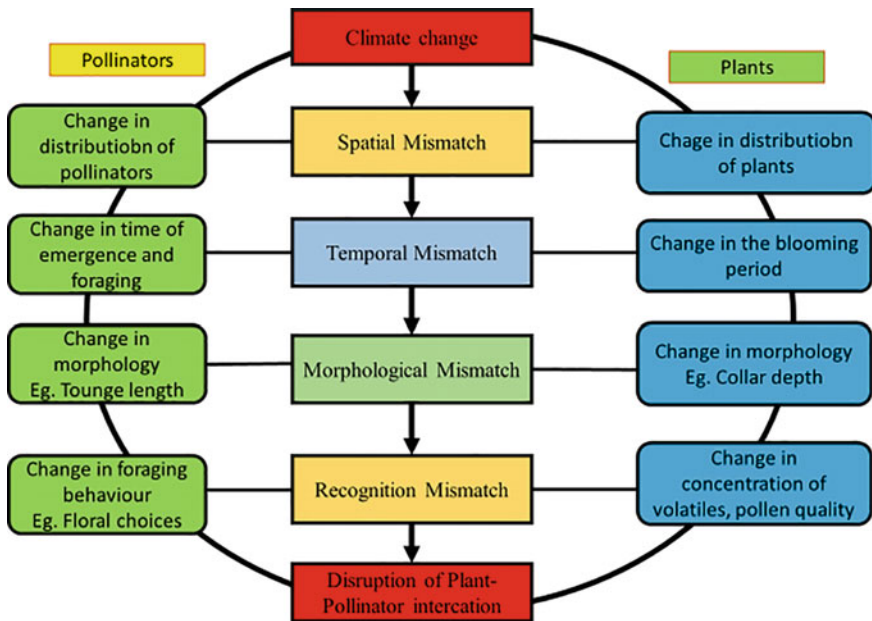 Climate change
Pollinators
Plants
Change in
distributiobn of
pollinators
Spatial Mismatch
Chage in distributiobn
of plants
Change in time of
emergence and
foraging
Temporal Mismatch
Change in the blooming
period
Change in
morphology
Eg. Tounge length
Morphological Mismatch
Change in morphology
Eg. Collar depth
Change in foraging
behaviour
Eg. Floral choices
Recognition Mismatch
Change in
concentration of
volatiles, pollen quality
Disruption of Plant-
Pollinator intercation